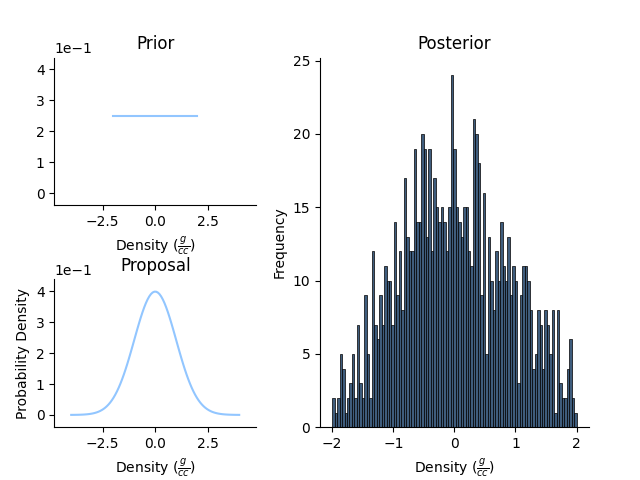 Prior
1e−1
4
3
2
1
0
−2.5 0.0 2.5
Density (g/cc)
Proposal
1e−1
Probability Density
4
3
2
1
0
−2.5 0.0 2.5
Density (g/cc)
Posterior
Frequency
25
20
15
10
5
0
−2 −1 0 1 2
Density (g/cc)